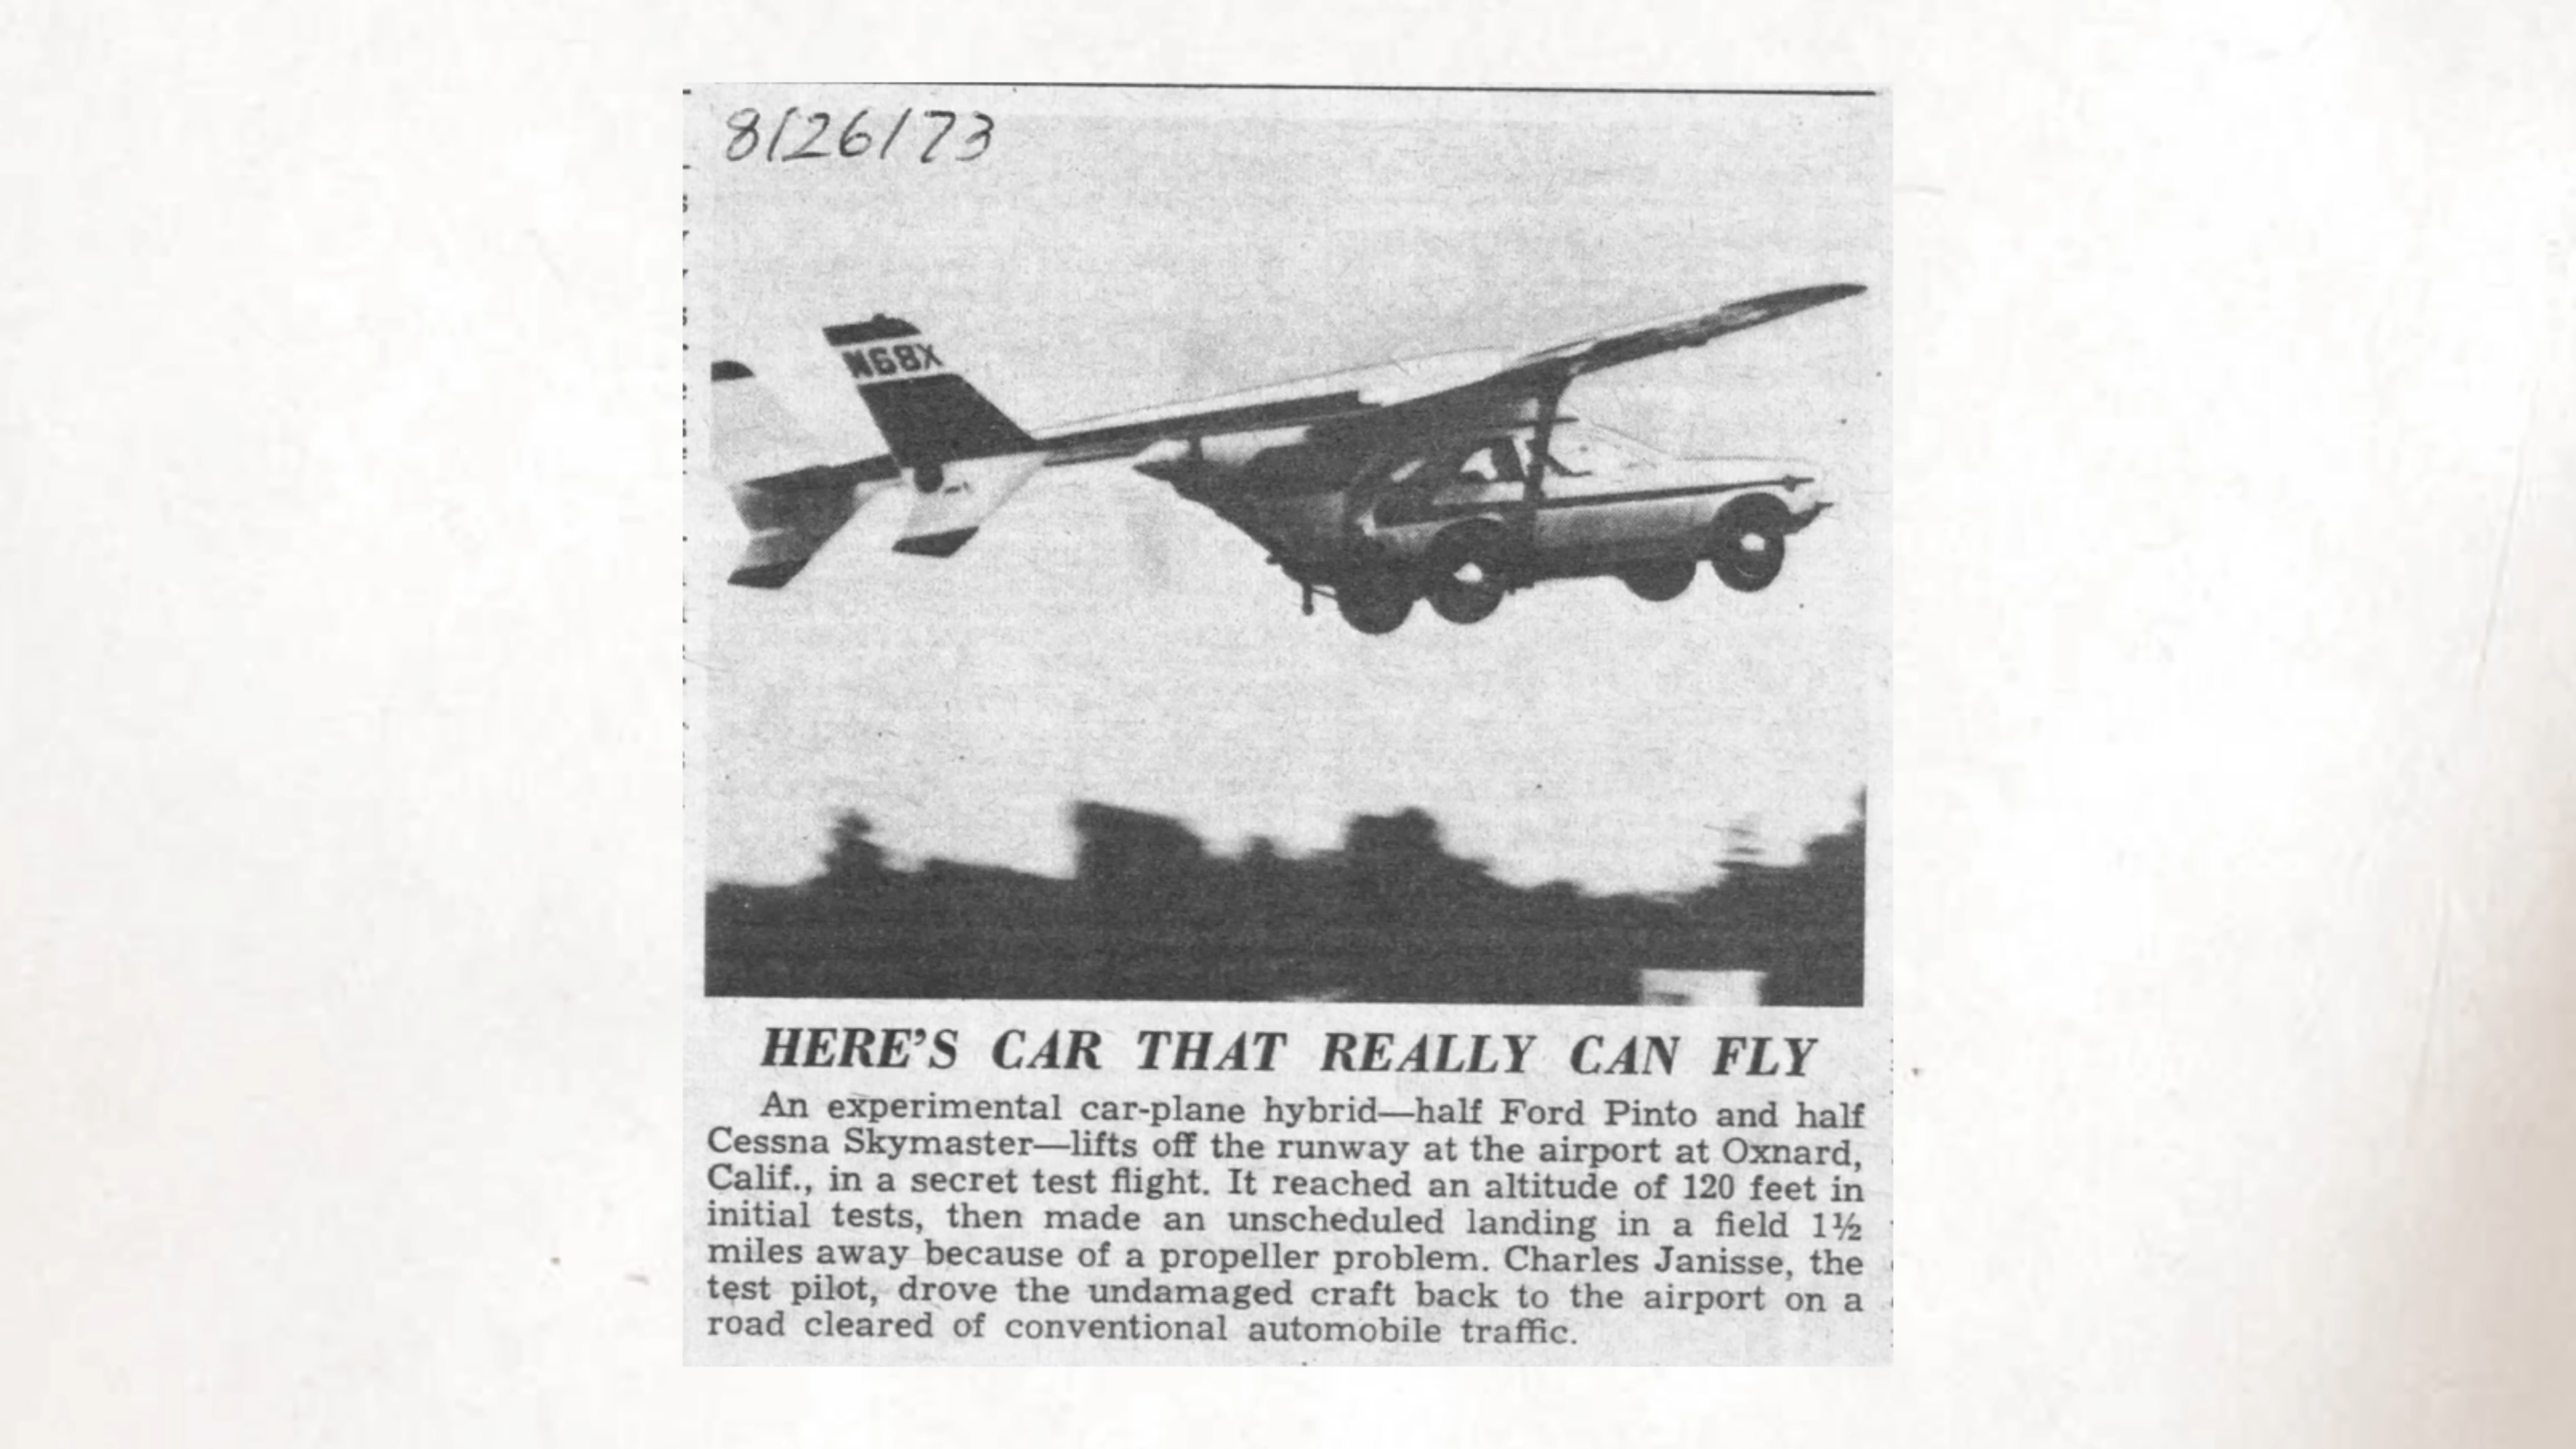 8/26/73
N68X
HERE'S CAR THAT REALLY CAN FLY
An experimental car-plane hybrid—half Ford Pinto and half
Cessna Skymaster—lifts off the runway at the airport at Oxnard,
Calif., in a secret test flight. It reached an altitude of 120 feet in
initial tests, then made an unscheduled landing in a field 1½
miles away because of a propeller problem. Charles Janisse, the
test pilot, drove the undamaged craft back to the airport on a
road cleared of conventional automobile traffic.